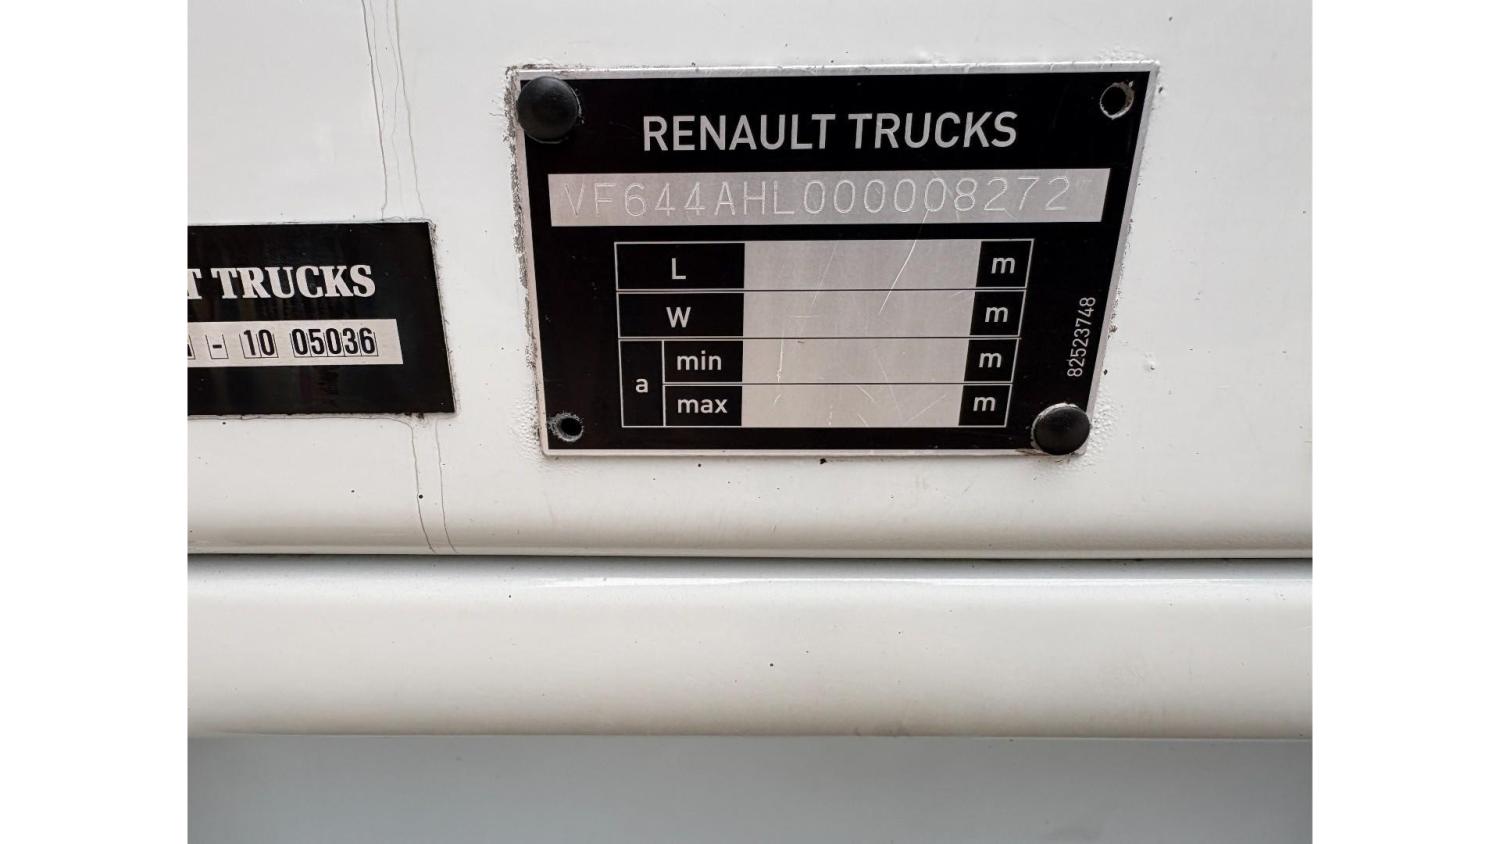 RENAULT TRUCKS
VF644AHL000008272
L m
W m
a min m
max m
82523748
T TRUCKS
- 10 05036